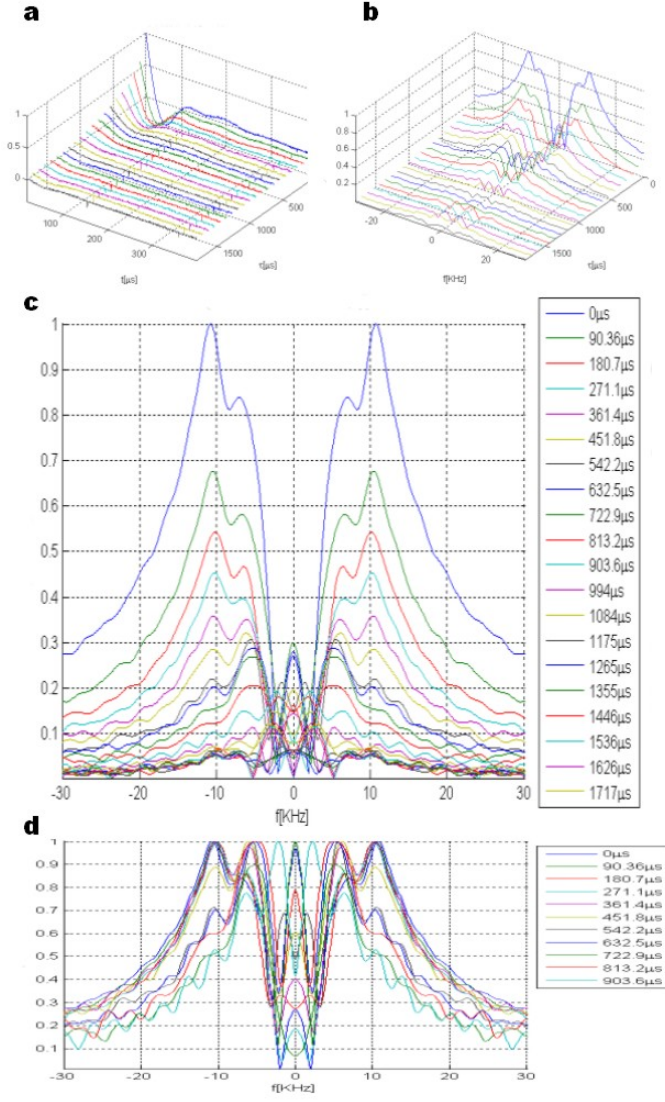 a
b
1
0.5
0
100
200
300
500
1000
1500
t[µs]
τ[µs]
1
0.8
0.6
0.4
0.2
-20
0
20
0
500
1000
1500
f[KHz]
τ[µs]
c
1
0.9
0.8
0.7
0.6
0.5
0.4
0.3
0.2
0.1
-30
-20
-10
0
10
20
30
f[KHz]
0µs
90.36µs
180.7µs
271.1µs
361.4µs
451.8µs
542.2µs
632.5µs
722.9µs
813.2µs
903.6µs
994µs
1084µs
1175µs
1265µs
1355µs
1446µs
1536µs
1626µs
1717µs
d
1
0.9
0.8
0.7
0.6
0.5
0.4
0.3
0.2
0.1
-30
-20
-10
0
10
20
30
f[KHz]
0µs
90.36µs
180.7µs
271.1µs
361.4µs
451.8µs
542.2µs
632.5µs
722.9µs
813.2µs
903.6µs